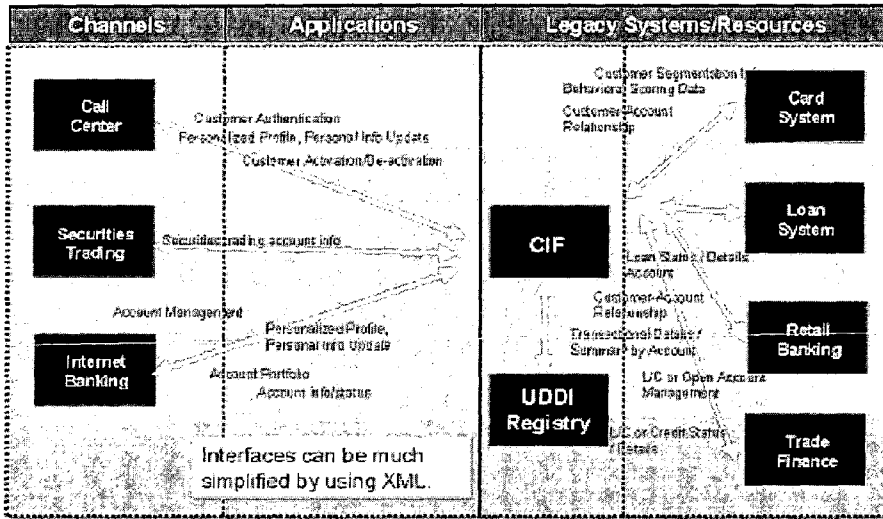 Channels
Applications
Legacy Systems/Resources
Call
Center
Customer Authentication
Personalized Profile, Personal Info Update
Customer Activation/De-activation
Securities
Trading
Securities trading account info
Account Management
Internet
Banking
Personalized Profile,
Personal Info Update
Account Portfolio
Account info/status
Interfaces can be much
simplified by using XML.
Customer Segmentation
Behavioral Scoring Data
Customer-Account
Relationship
CIF
Loan Status / Details
Account
Customer-Account
Relationship
Transactional Details /
Summary by Account
L/C or Open Account
Management
UDDI
Registry
L/C or Credit Status
Details
Card
System
Loan
System
Retail
Banking
Trade
Finance